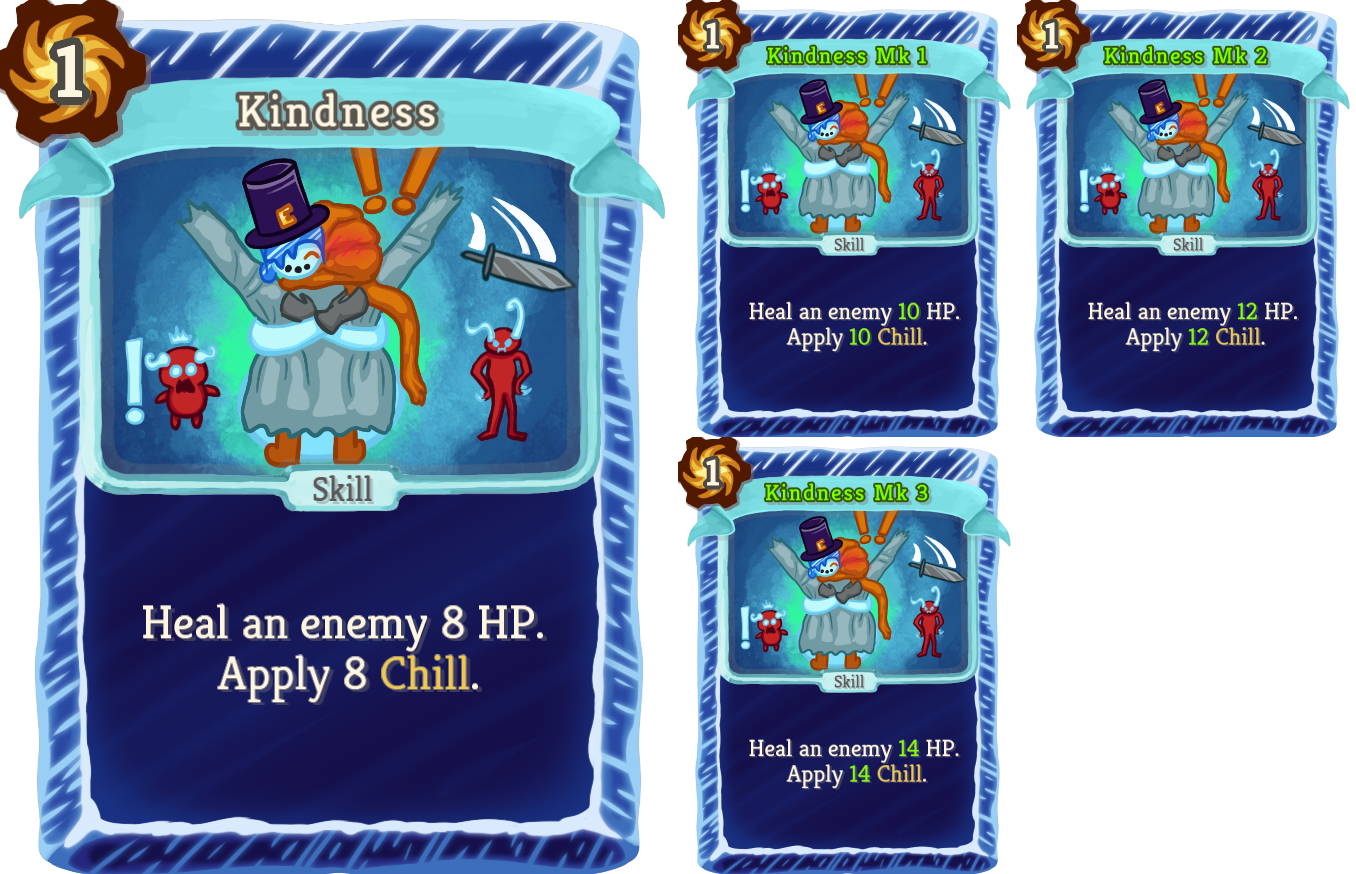 1
Kindness
Skill
Heal an enemy 8 HP.
Apply 8 Chill.
1
Kindness Mk 1
Skill
Heal an enemy 10 HP.
Apply 10 Chill.
1
Kindness Mk 2
Skill
Heal an enemy 12 HP.
Apply 12 Chill.
1
Kindness Mk 3
Skill
Heal an enemy 14 HP.
Apply 14 Chill.